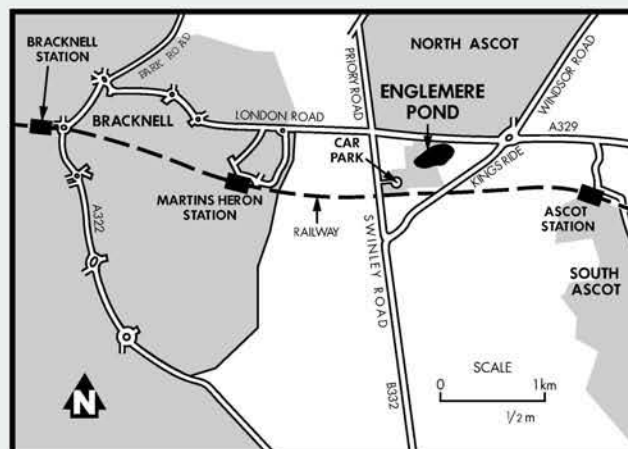 BRACKNELL
STATION
PARK ROAD
BRACKNELL
LONDON ROAD
PRIORY ROAD
NORTH ASCOT
WINDSOR ROAD
ENGLEMERE
POND
A329
CAR
PARK
KINGS RIDE
MARTINS HERON
STATION
RAILWAY
A322
SWINLEY ROAD
ASCOT
STATION
SOUTH
ASCOT
B332
SCALE
0 1km
1/2 m
N